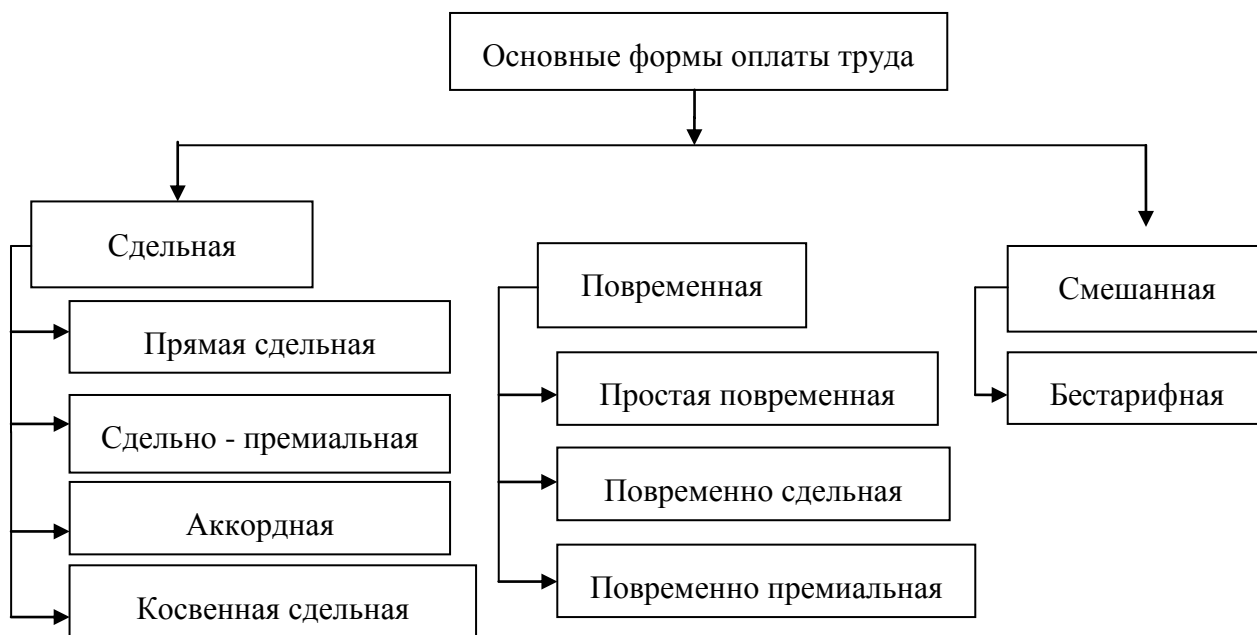 Основные формы оплаты труда
Сдельная
Прямая сдельная
Сдельно - премиальная
Аккордная
Косвенная сдельная
Повременная
Простая повременная
Повременно сдельная
Повременно премиальная
Смешанная
Бестарифная